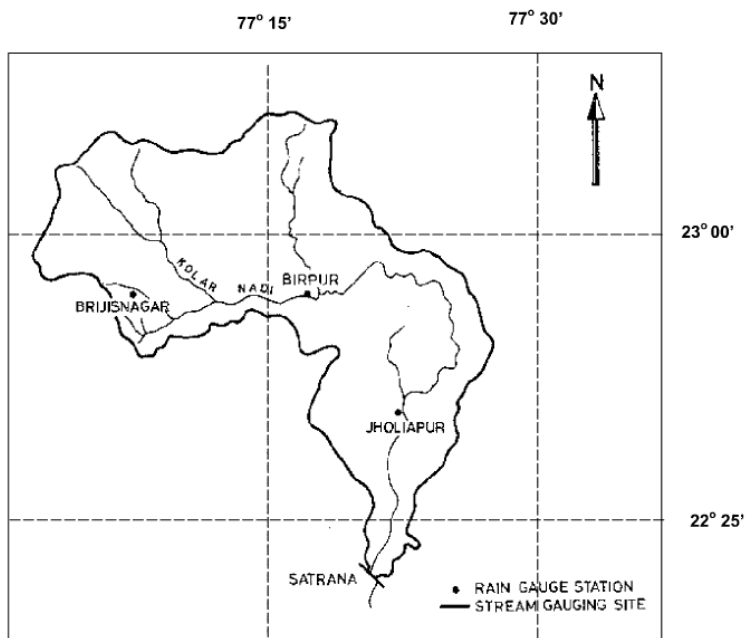 77° 15'
77° 30'
N
23° 00'
KOLAR NADI
BIRPUR
BRIJISNAGAR
JHOLIAPUR
22° 25'
SATRANA
RAIN GAUGE STATION
STREAM GAUGING SITE